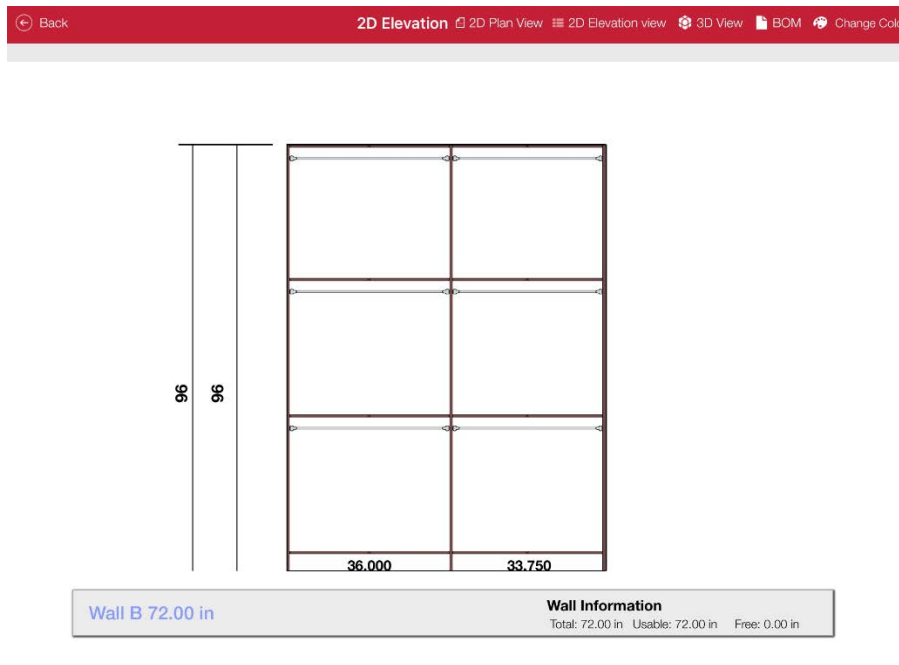 Back 2D Elevation 2D Plan View 2D Elevation view 3D View BOM Change Colo
96 96
36.000 33.750
Wall B 72.00 in
Wall Information
Total: 72.00 in Usable: 72.00 in Free: 0.00 in